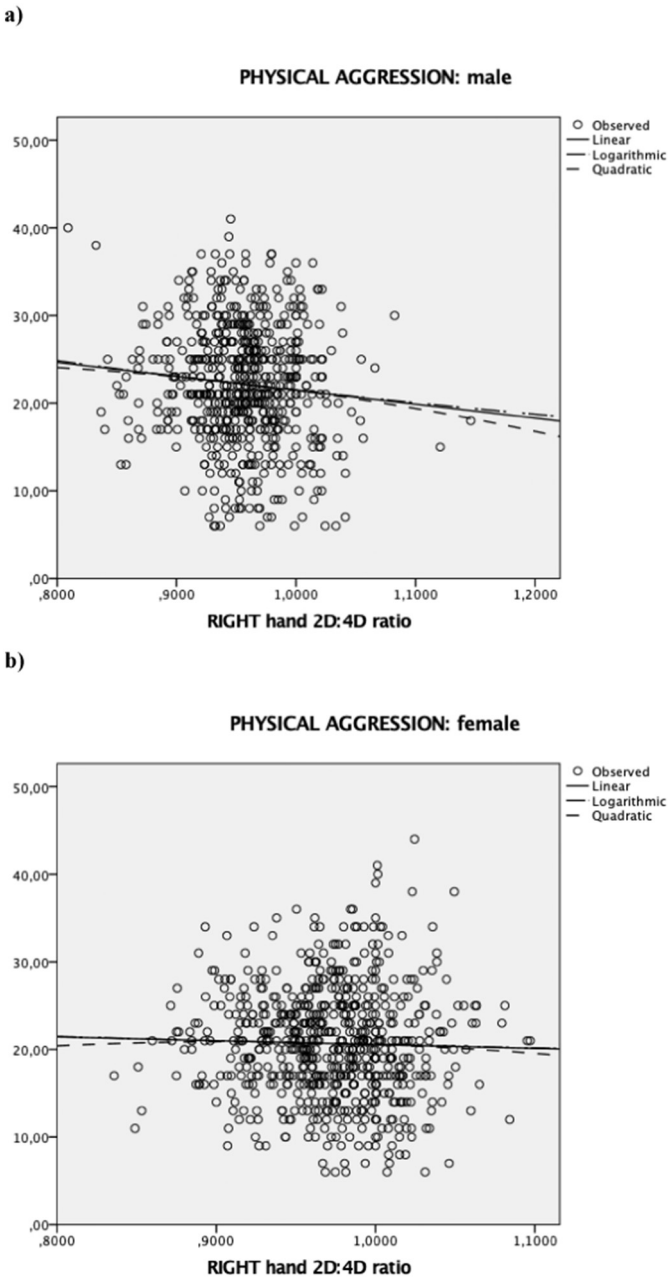 a)
PHYSICAL AGGRESSION: male
50,00
40,00
30,00
20,00
10,00
,00
,8000 ,9000 1,0000 1,1000 1,2000
RIGHT hand 2D:4D ratio
Observed
Linear
Logarithmic
Quadratic
b)
PHYSICAL AGGRESSION: female
50,00
40,00
30,00
20,00
10,00
,00
,8000 ,9000 1,0000 1,1000
RIGHT hand 2D:4D ratio
Observed
Linear
Logarithmic
Quadratic